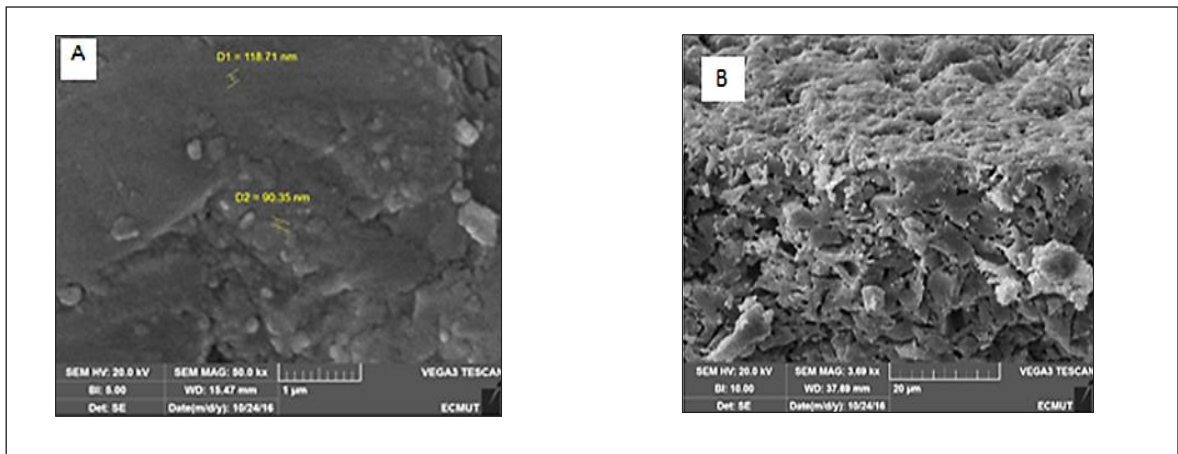 A
D1 = 118.71 nm
D2 = 90.35 nm
SEM HV: 20.0 kV SEM MAG: 50.0 kx VEGA3 TESCAN
BI: 5.00 WD: 15.47 mm 1 µm
Det: SE Date(m/d/y): 10/24/16 ECMUT
B
SEM HV: 20.0 kV SEM MAG: 3.69 kx VEGA3 TESCAN
BI: 10.00 WD: 37.69 mm 20 µm
Det: SE Date(m/d/y): 10/24/16 ECMUT